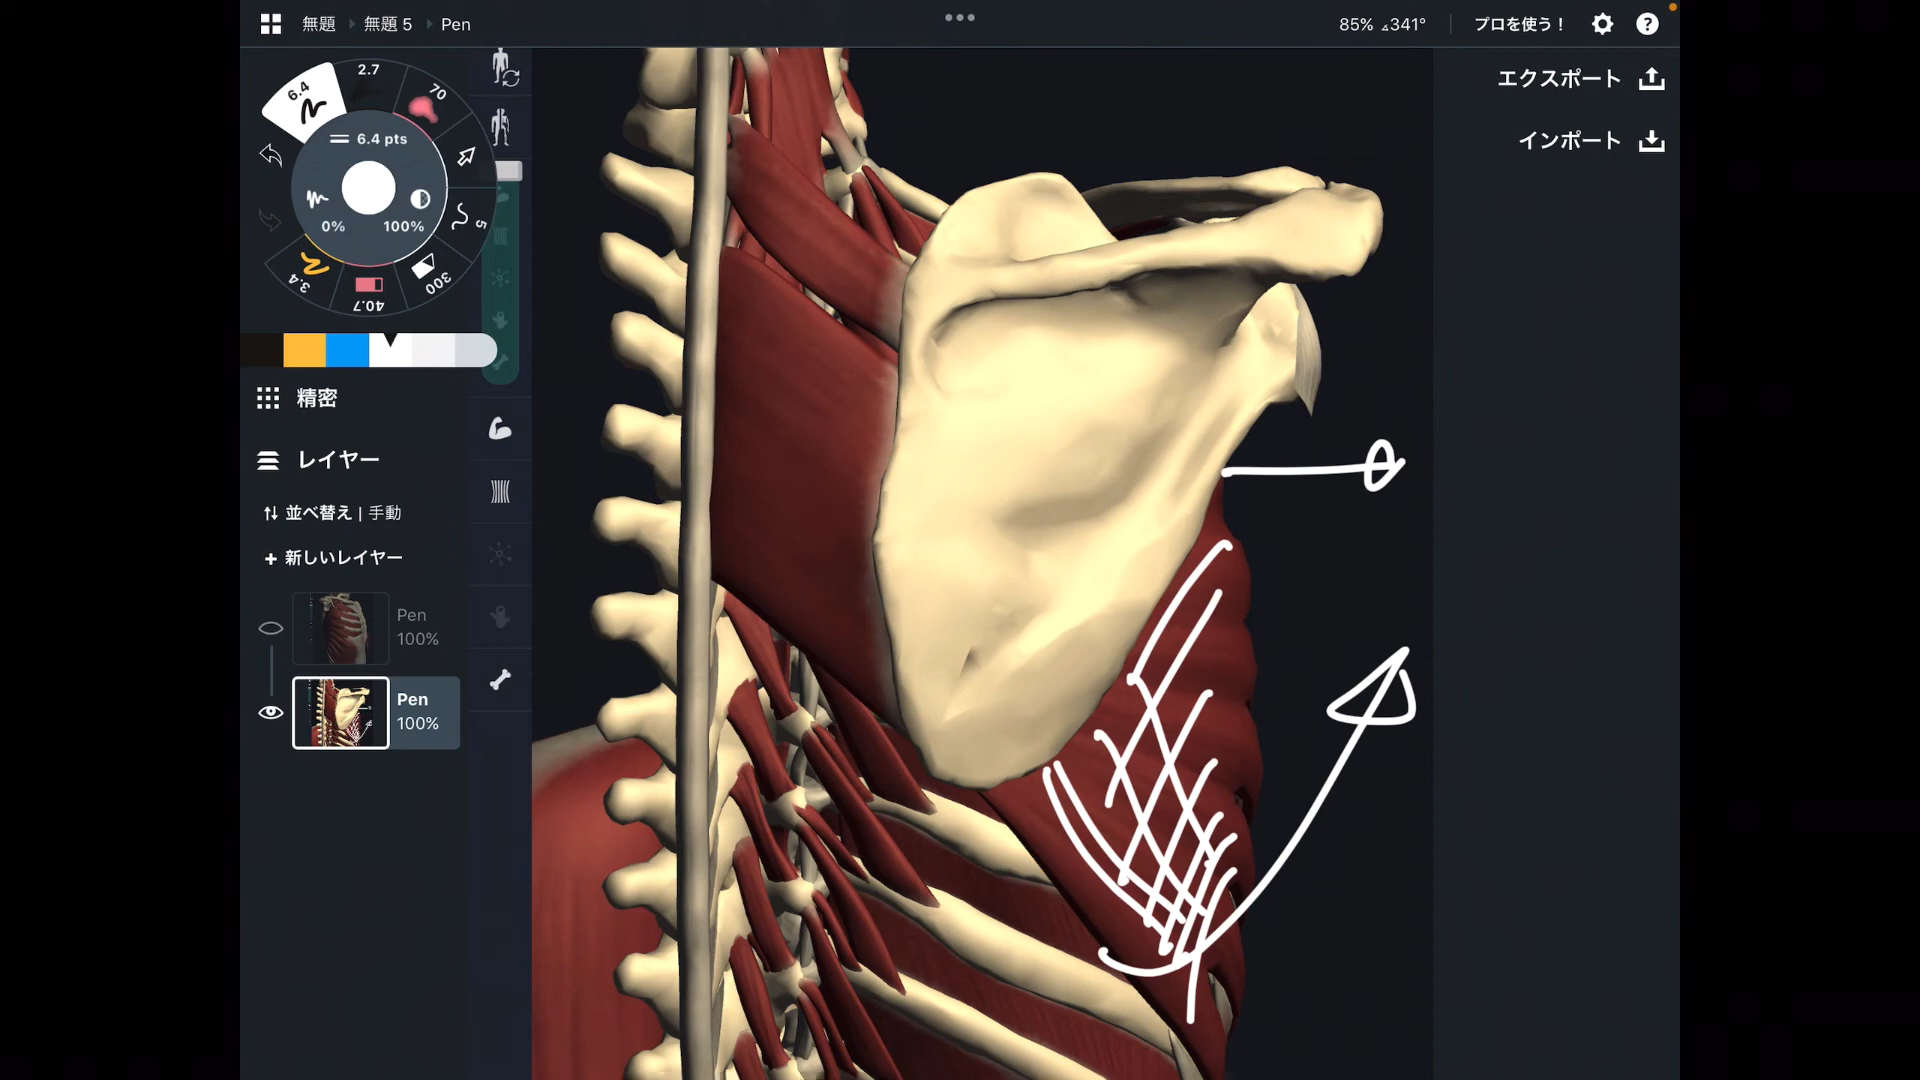 無題 無題 5 Pen
85% ⦟341° プロを使う！
エクスポート
インポート
2.7
6.4
70
6.4 pts
0% 100%
5
300
40.7
3.4
精密
レイヤー
並べ替え | 手動
+ 新しいレイヤー
Pen
100%
Pen
100%